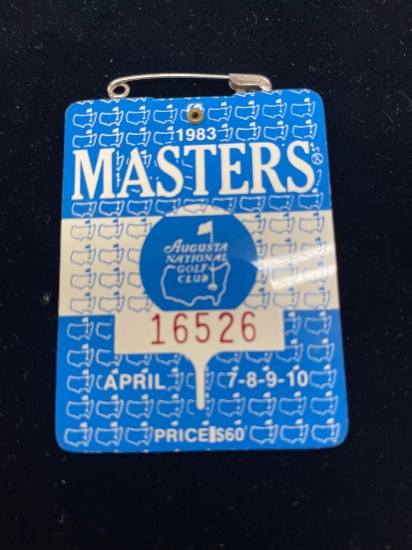 1983
MASTERS®
AUGUSTA
NATIONAL
GOLF
CLUB
16526
APRIL 7-8-9-10
PRICE $60